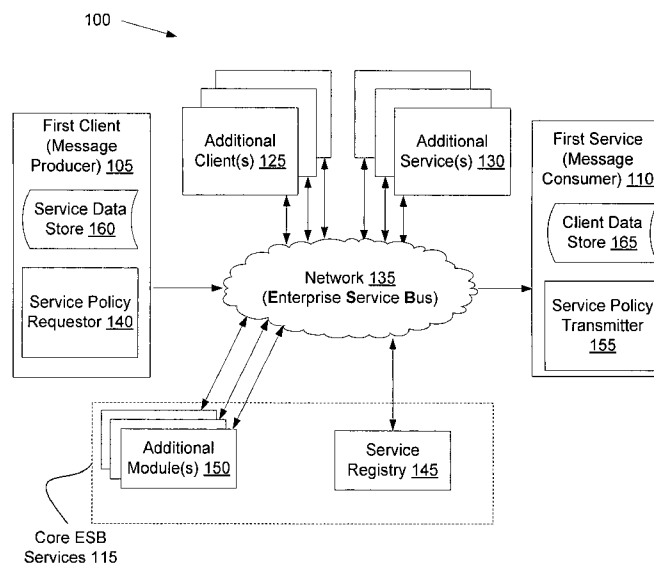 100
First Client
(Message
Producer) 105
Service Data
Store 160
Service Policy
Requestor 140
Additional
Client(s) 125
Additional
Service(s) 130
First Service
(Message
Consumer) 110
Client Data
Store 165
Service Policy
Transmitter
155
Network 135
(Enterprise Service Bus)
Additional
Module(s) 150
Service
Registry 145
Core ESB
Services 115